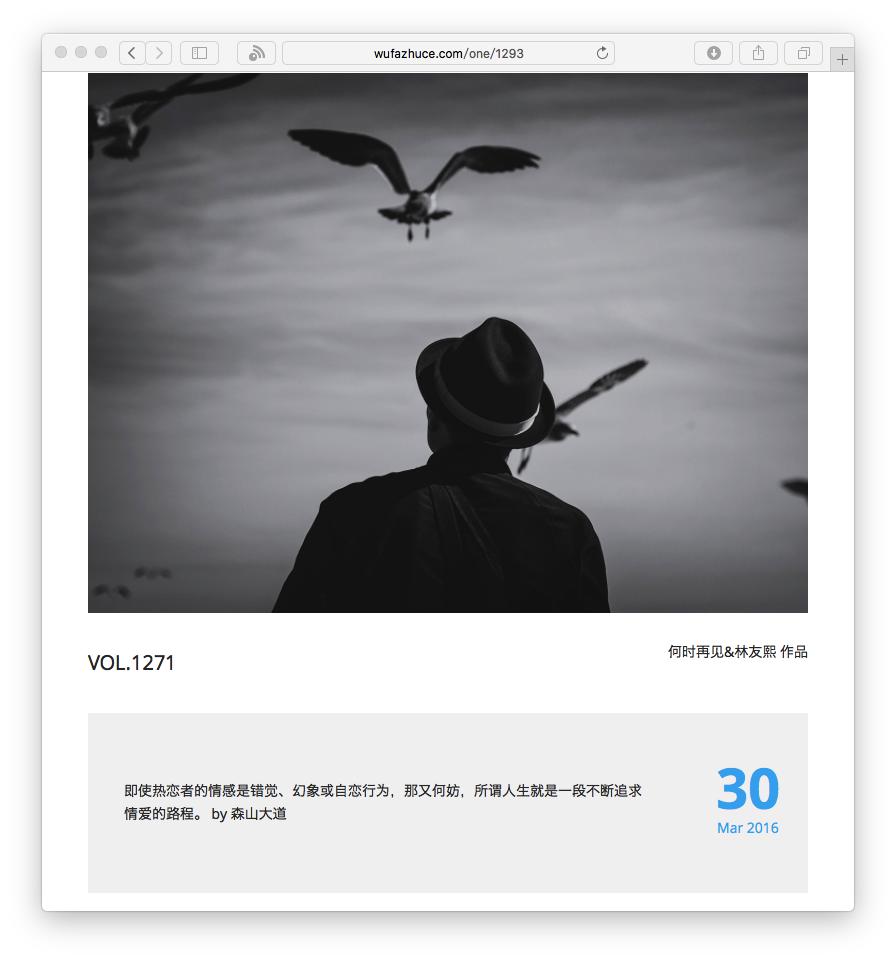 wufazhuce.com/one/1293
VOL.1271
何时再见&林友熙 作品
即使热恋者的情感是错觉、幻象或自恋行为，那又何妨，所谓人生就是一段不断追求
情爱的路程。 by 森山大道
30
Mar 2016